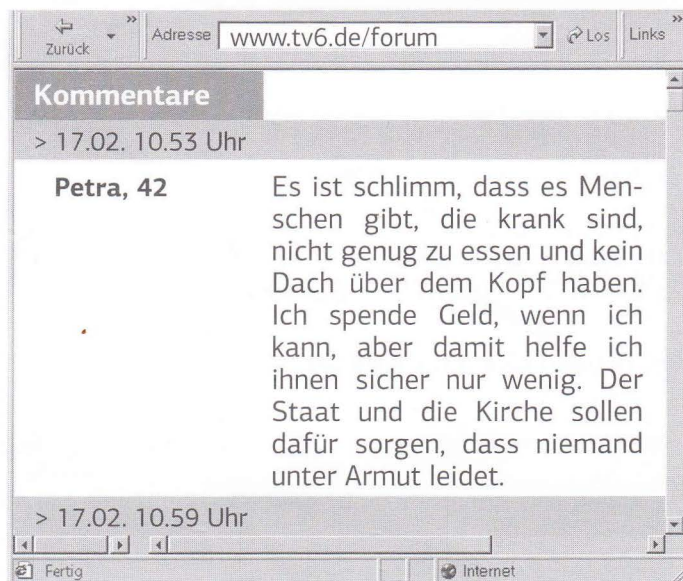 Zurück
Adresse www.tv6.de/forum Los Links
Kommentare
> 17.02. 10.53 Uhr
Petra, 42
Es ist schlimm, dass es Men-
schen gibt, die krank sind,
nicht genug zu essen und kein
Dach über dem Kopf haben.
Ich spende Geld, wenn ich
kann, aber damit helfe ich
ihnen sicher nur wenig. Der
Staat und die Kirche sollen
dafür sorgen, dass niemand
unter Armut leidet.
> 17.02. 10.59 Uhr
Fertig Internet